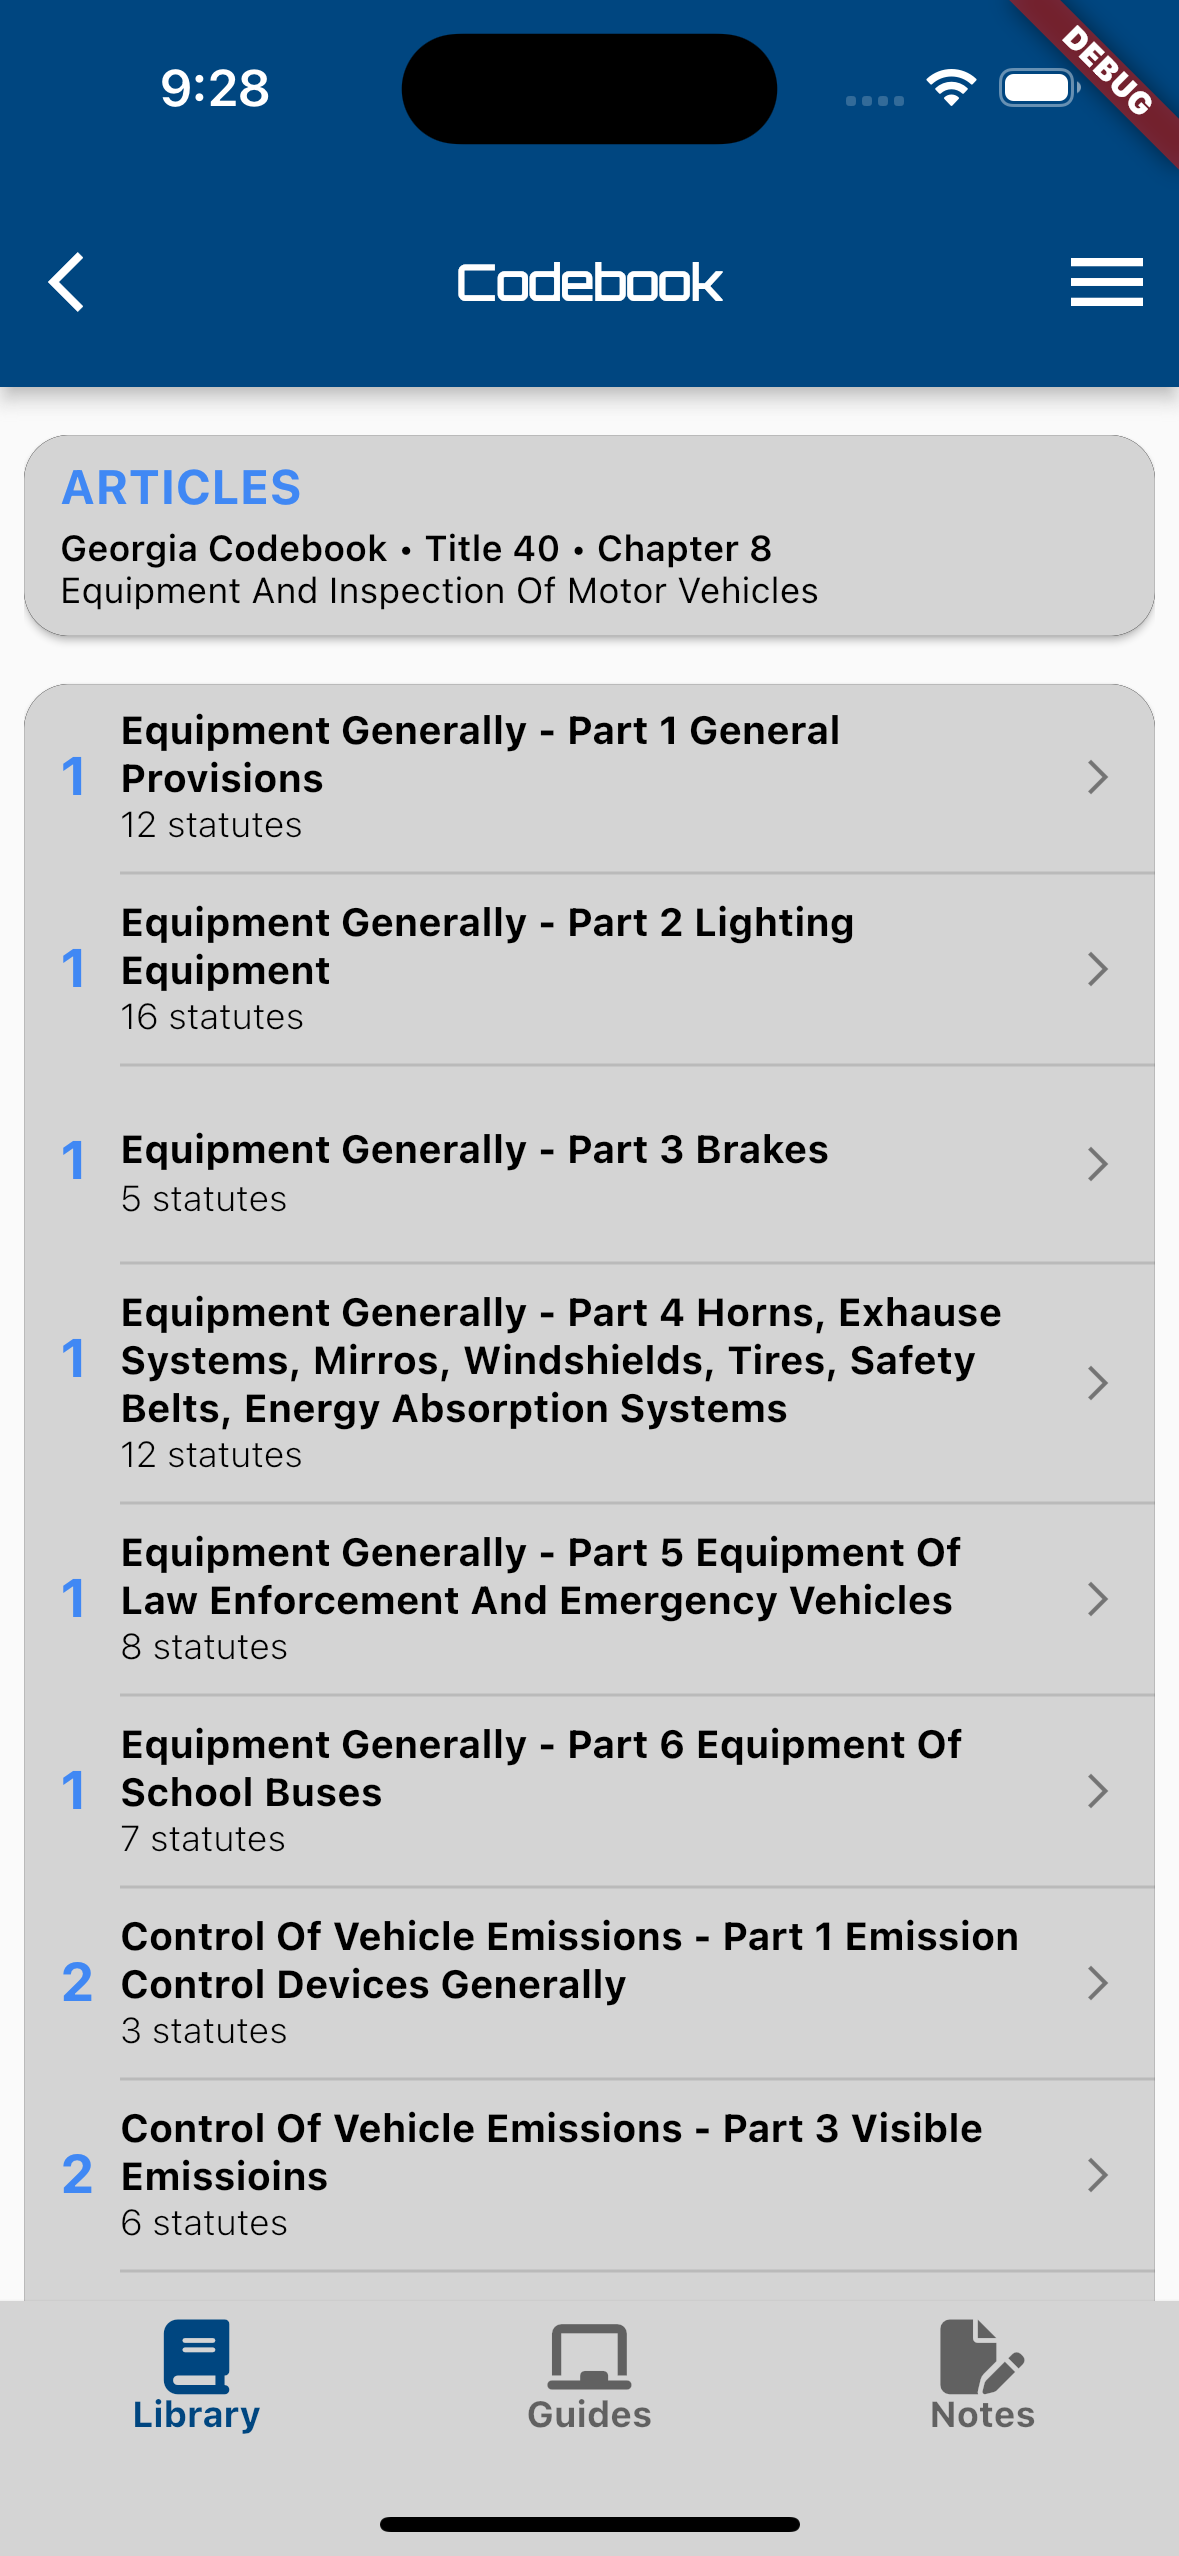 9:28
DEBUG
Codebook
ARTICLES
Georgia Codebook • Title 40 • Chapter 8
Equipment And Inspection Of Motor Vehicles
1
Equipment Generally - Part 1 General
Provisions
12 statutes
1
Equipment Generally - Part 2 Lighting
Equipment
16 statutes
1
Equipment Generally - Part 3 Brakes
5 statutes
1
Equipment Generally - Part 4 Horns, Exhause
Systems, Mirros, Windshields, Tires, Safety
Belts, Energy Absorption Systems
12 statutes
1
Equipment Generally - Part 5 Equipment Of
Law Enforcement And Emergency Vehicles
8 statutes
1
Equipment Generally - Part 6 Equipment Of
School Buses
7 statutes
2
Control Of Vehicle Emissions - Part 1 Emission
Control Devices Generally
3 statutes
2
Control Of Vehicle Emissions - Part 3 Visible
Emissioins
6 statutes
Library
Guides
Notes